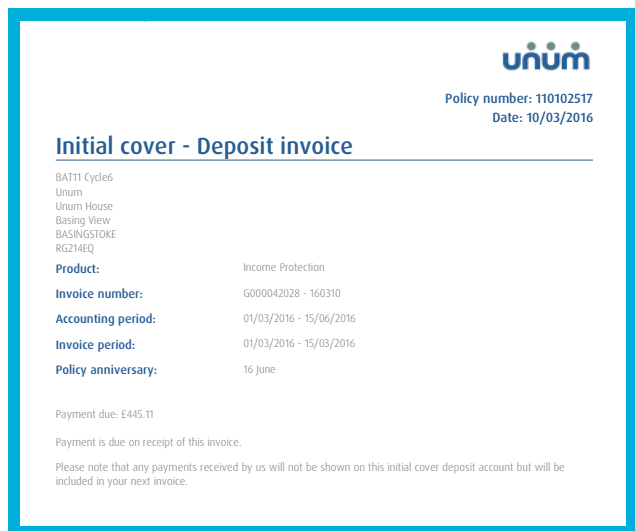 unum
Policy number: 110102517
Date: 10/03/2016
Initial cover - Deposit invoice
BAT11 Cycle6
Unum
Unum House
Basing View
BASINGSTOKE
RG214EQ
Product: Income Protection
Invoice number: G000042028 - 160310
Accounting period: 01/03/2016 - 15/06/2016
Invoice period: 01/03/2016 - 15/03/2016
Policy anniversary: 16 June
Payment due: £445.11
Payment is due on receipt of this invoice.
Please note that any payments received by us will not be shown on this initial cover deposit account but will be
included in your next invoice.